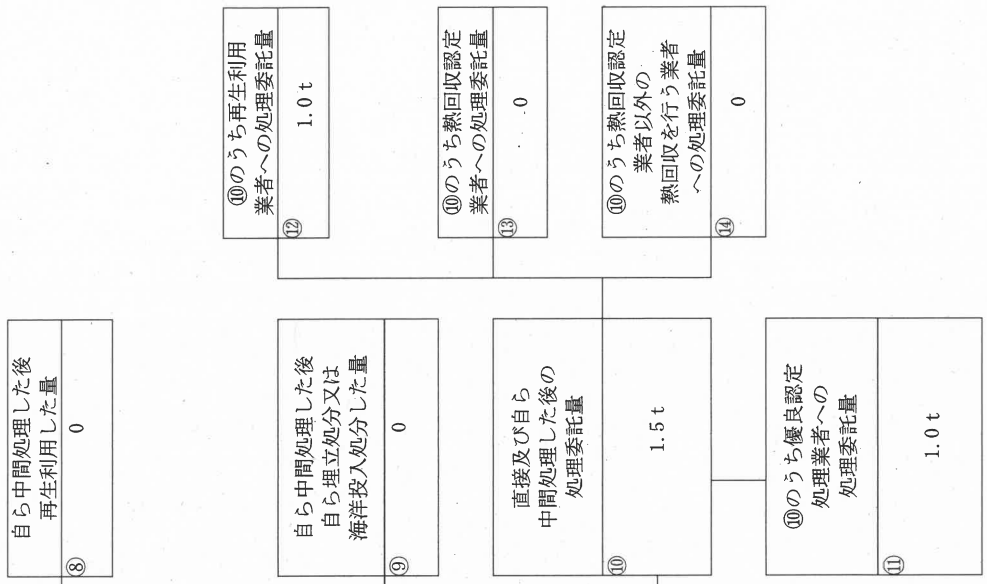 自ら中間処理した後
再生利用した量
⑧
0
自ら中間処理した後
自ら埋立処分又は
海洋投入処分した量
⑨
0
直接及び自ら
中間処理した後の
処理委託量
⑩
1.5t
⑩のうち優良認定
処理業者への
処理委託量
⑪
1.0t
⑩のうち再生利用
業者への処理委託量
⑫
1.0t
⑩のうち熱回収認定
業者への処理委託量
⑬
0
⑩のうち熱回収認定
業者以外の
熱回収を行う業者
への処理委託量
⑭
0